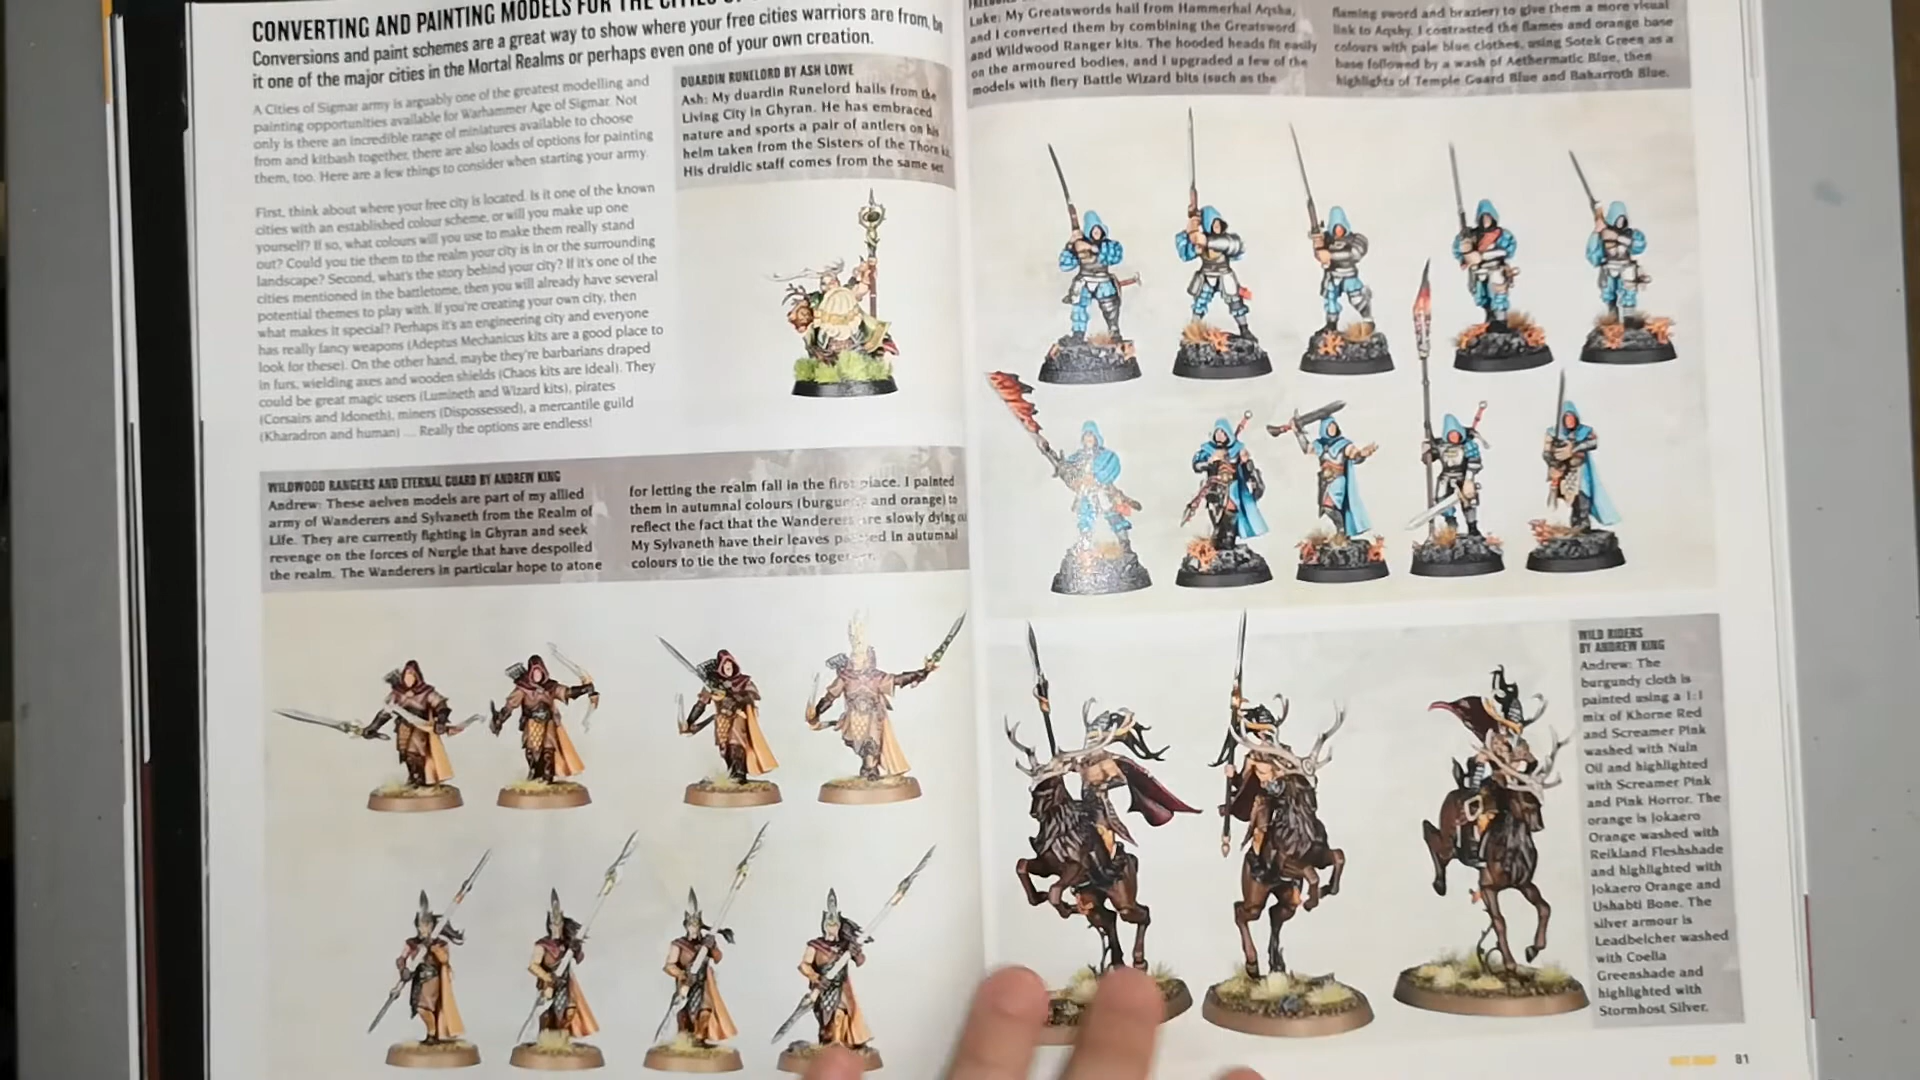 CONVERTING AND PAINTING MODELS FOR THE CITIES
Conversions and paint schemes are a great way to show where your free cities warriors are from, be
it one of the major cities in the Mortal Realms or perhaps even one of your own creation.
A Cities of Sigmar army is arguably one of the greatest modelling and
painting opportunities available for Warhammer Age of Sigmar. Not
only is there an incredible range of miniatures available to choose
from and kitbash together, there are also loads of options for painting
them, too. Here are a few things to consider when starting your army.
First, think about where your free city is located. Is it one of the known
cities with an established colour scheme, or will you make up one
yourself? If so, what colours will you use to make them really stand
out? Could you tie them to the realm your city is in or the surrounding
landscape? Second, what's the story behind your city? If it's one of the
cities mentioned in the battletome, then you will already have several
potential themes to play with. If you're creating your own city, then
what makes it special? Perhaps it's an engineering city and everyone
has really fancy weapons (Adeptus Mechanicus kits are a good place to
look for these). On the other hand, maybe they're barbarians draped
in furs, wielding axes and wooden shields (Chaos kits are ideal). They
could be great magic users (Lumineth and Wizard kits), pirates
(Corsairs and Idoneth), miners (Dispossessed), a mercantile guild
(Kharadron and human) ... Really the options are endless!
DUARDIN RUNELORD BY ASH LOWE
Ash: My duardin Runelord hails from the
Living City in Ghyran. He has embraced
nature and sports a pair of antlers on his
helm taken from the Sisters of the Thorn
His druidic staff comes from the same set.
WILDWOOD RANGERS AND ETERNAL GUARD BY ANDREW KING
Andrew: These aelven models are part of my allied
army of Wanderers and Sylvaneth from the Realm of
Life. They are currently fighting in Ghyran and seek
revenge on the forces of Nurgle that have despoiled
the realm. The Wanderers in particular hope to atone
for letting the realm fall in the first place. I painted
them in autumnal colours (burgundy and orange) to
reflect the fact that the Wanderers are slowly dying
My Sylvaneth have their leaves painted in autumnal
colours to tie the two forces together.
Luke: My Greatswords hail from Hammerhal Aqsha,
and I converted them by combining the Greatsword
and Wildwood Ranger kits. The hooded heads fit easily
on the armoured bodies, and I upgraded a few of the
models with fiery Battle Wizard bits (such as the
flaming sword and brazier) to give them a more visual
link to Aqshy. I contrasted the flames and orange base
colours with pale blue clothes, using Sotek Green as a
base followed by a wash of Aethermatic Blue, then
highlights of Temple Guard Blue and Baharroth Blue.
WILD RIDERS
BY ANDREW KING
Andrew: The
burgundy cloth is
painted using a 1:1
mix of Khorne Red
and Screamer Pink
washed with Nuln
Oil and highlighted
with Screamer Pink
and Pink Horror. The
orange is Jokaero
Orange washed with
Reikland Fleshshade
and highlighted with
Jokaero Orange and
Ushabti Bone. The
silver armour is
Leadbelcher washed
with Coelia
Greenshade and
highlighted with
Stormhost Silver.
81